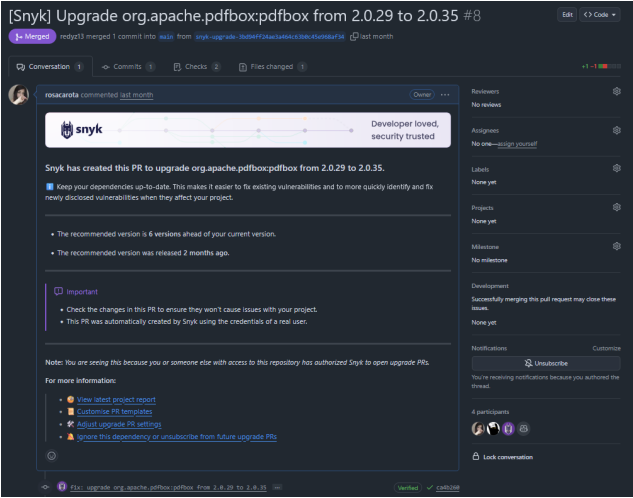 [Snyk] Upgrade org.apache.pdfbox:pdfbox from 2.0.29 to 2.0.35 #8
Edit
<> Code
Merged
redyz13 merged 1 commit into main from snyk-upgrade-3bd94ff24ae3a464c6360c45e968af34 last month
Conversation 1
Commits 1
Checks 2
Files changed 1
+1 −1
rosacarota commented last month
Owner
snyk
Developer loved,
security trusted
Snyk has created this PR to upgrade org.apache.pdfbox:pdfbox from 2.0.29 to 2.0.35.
Keep your dependencies up-to-date. This makes it easier to fix existing vulnerabilities and to more quickly identify and fix
newly disclosed vulnerabilities when they affect your project.
• The recommended version is 6 versions ahead of your current version.
• The recommended version was released 2 months ago.
Important
• Check the changes in this PR to ensure they won't cause issues with your project.
• This PR was automatically created by Snyk using the credentials of a real user.
Note: You are seeing this because you or someone else with access to this repository has authorized Snyk to open upgrade PRs.
For more information:
• View latest project report
• Customise PR templates
• Adjust upgrade PR settings
• Ignore this dependency or unsubscribe from future upgrade PRs
fix: upgrade org.apache.pdfbox:pdfbox from 2.0.29 to 2.0.35
Verified
ca4b260
Reviewers
No reviews
Assignees
No one—assign yourself
Labels
None yet
Projects
None yet
Milestone
No milestone
Development
Successfully merging this pull request may close these
issues.
None yet
Notifications
Customize
Unsubscribe
You're receiving notifications because you authored the
thread.
4 participants
Lock conversation